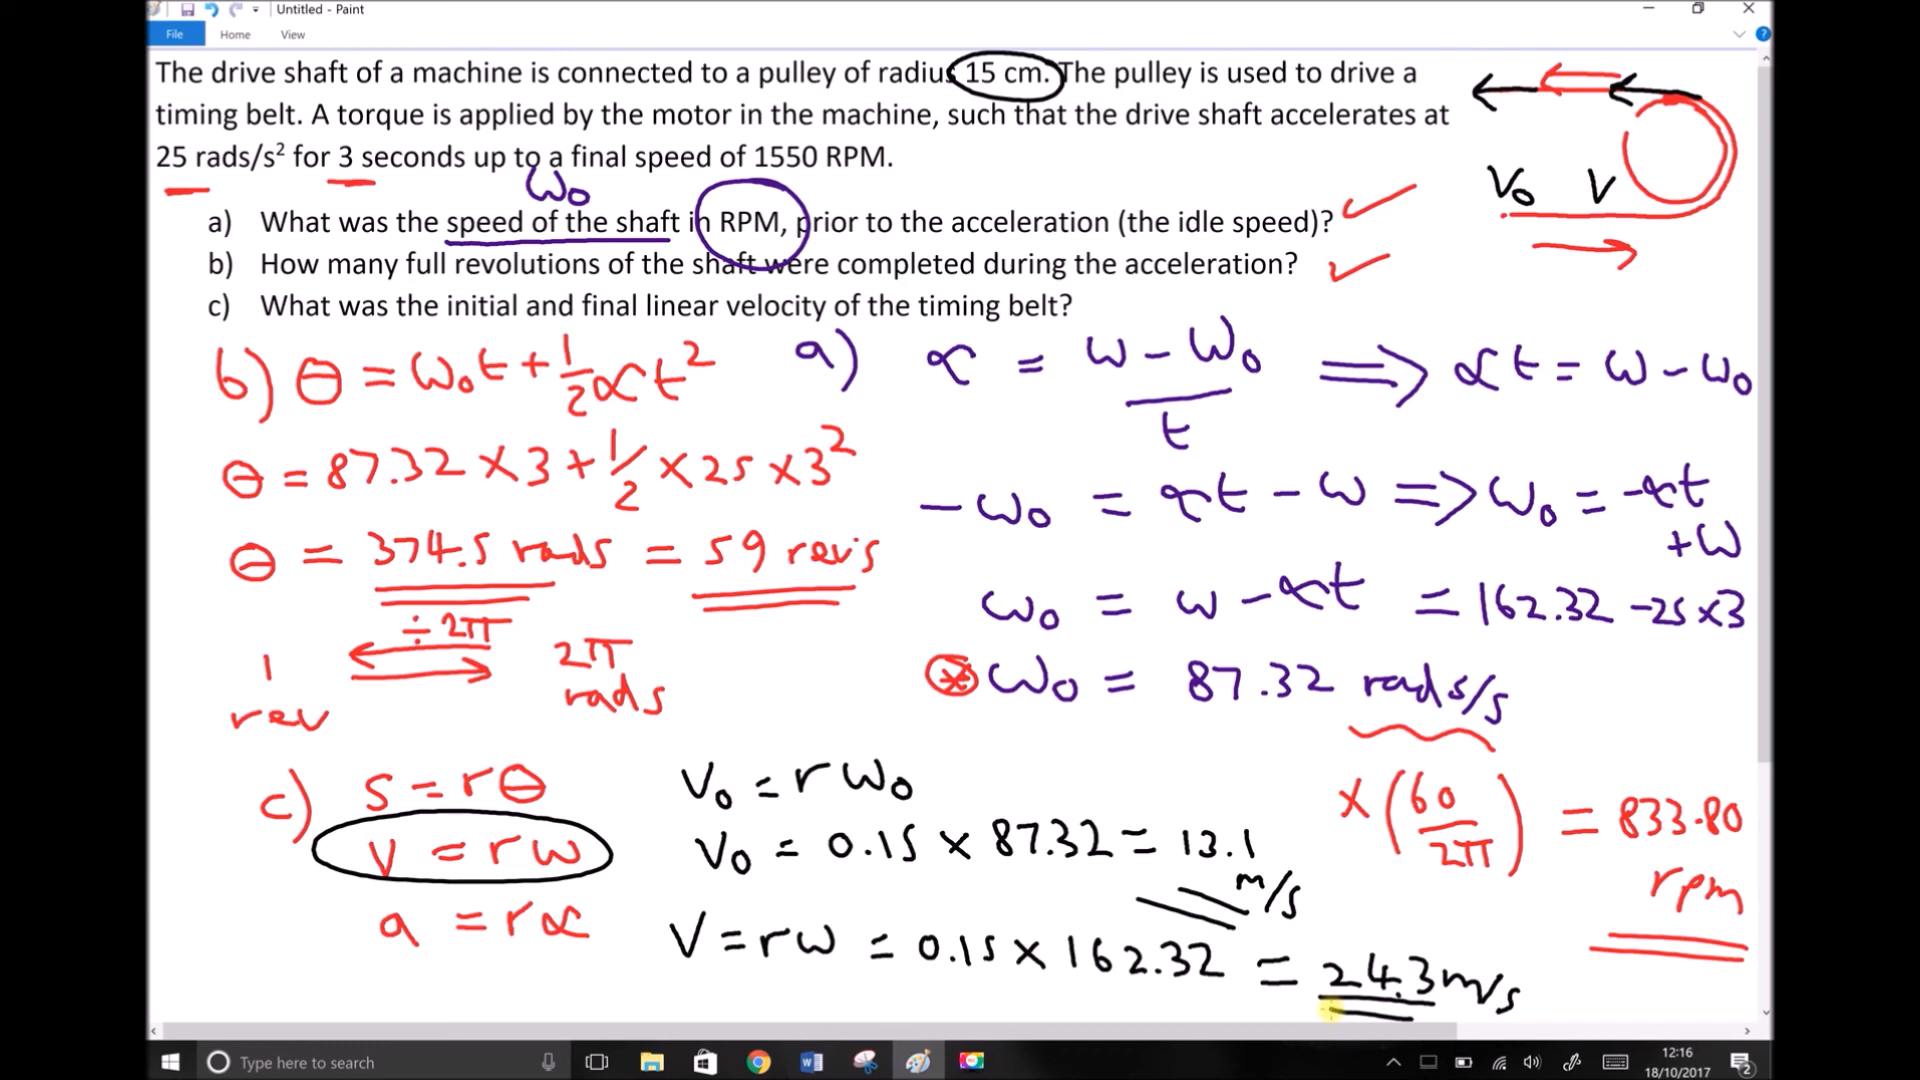 Untitled - Paint
File Home View
The drive shaft of a machine is connected to a pulley of radius 15 cm. The pulley is used to drive a
timing belt. A torque is applied by the motor in the machine, such that the drive shaft accelerates at
25 rads/s² for 3 seconds up to a final speed of 1550 RPM.
ω₀
V₀ V
a) What was the speed of the shaft in RPM, prior to the acceleration (the idle speed)?
b) How many full revolutions of the shaft were completed during the acceleration?
c) What was the initial and final linear velocity of the timing belt?
b) θ = ω₀t + 1/2 αt²
θ = 87.32 × 3 + 1/2 × 25 × 3²
θ = 374.5 rads = 59 rev's
÷ 2π
1 rev
2π rads
a) α = ω - ω₀ / t ⟹ αt = ω - ω₀
-ω₀ = αt - ω => ω₀ = -αt
+ω
ω₀ = ω - αt = 162.32 - 25 × 3
* ω₀ = 87.32 rads/s
× (60/2π) = 833.80
rpm
c) s = rθ
v = rω
a = rα
V₀ = rω₀
V₀ = 0.15 × 87.32 = 13.1
m/s
V = rω = 0.15 × 162.32 = 24.3 m/s
Type here to search
12:16
18/10/2017
2